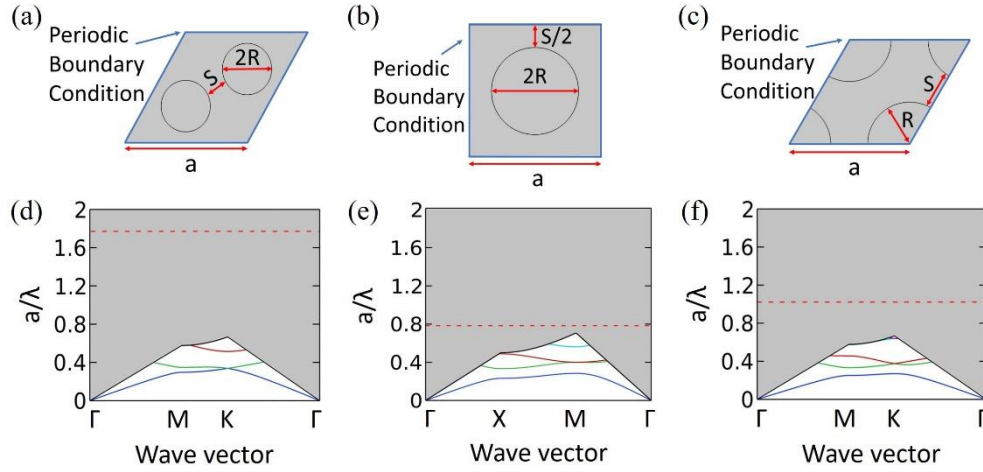 (a)
Periodic
Boundary
Condition
S
2R
a
(b)
Periodic
Boundary
Condition
S/2
2R
a
(c)
Periodic
Boundary
Condition
S
R
a
(d)
a/λ
2
1.6
1.2
0.8
0.4
0
Γ M K Γ
Wave vector
(e)
a/λ
2
1.6
1.2
0.8
0.4
0
Γ X M Γ
Wave vector
(f)
a/λ
2
1.6
1.2
0.8
0.4
0
Γ M K Γ
Wave vector